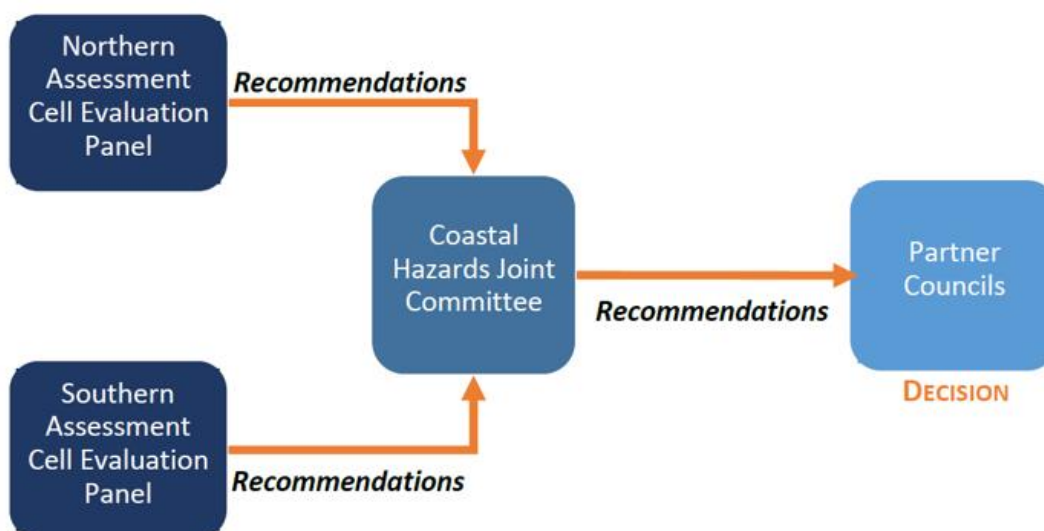 Northern
Assessment
Cell Evaluation
Panel
Recommendations
Coastal
Hazards Joint
Committee
Recommendations
Partner
Councils
DECISION
Southern
Assessment
Cell Evaluation
Panel
Recommendations